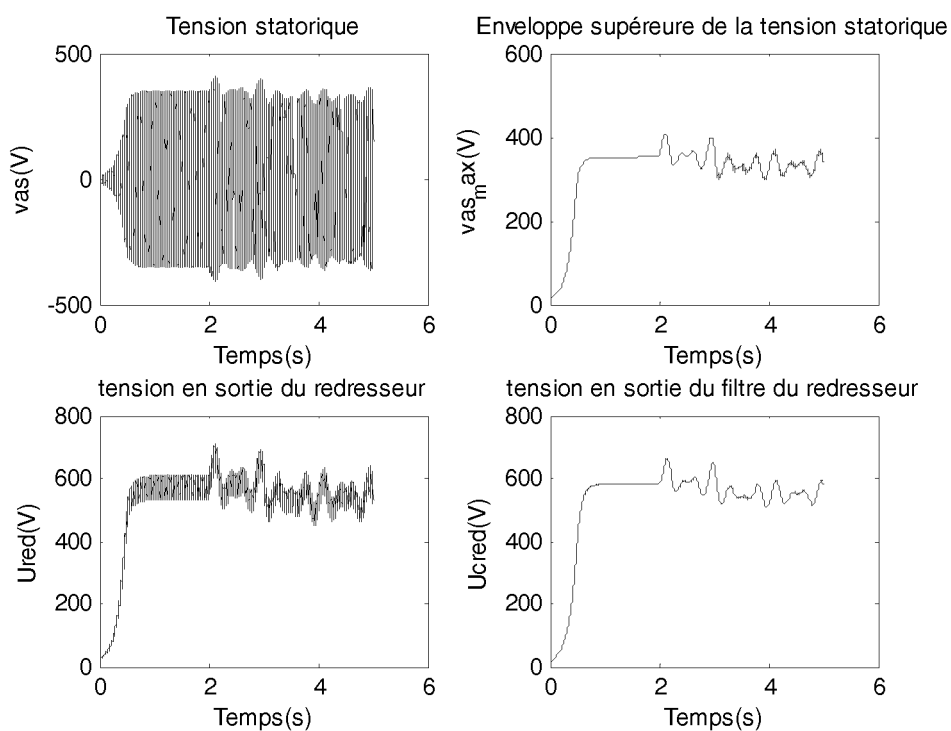 Tension statorique
500
0
-500
vas(V)
0
2
4
6
Temps(s)
Enveloppe supéreure de la tension statorique
600
400
200
0
vas_max(V)
0
2
4
6
Temps(s)
tension en sortie du redresseur
800
600
400
200
0
Ured(V)
0
2
4
6
Temps(s)
tension en sortie du filtre du redresseur
800
600
400
200
0
Ucred(V)
0
2
4
6
Temps(s)